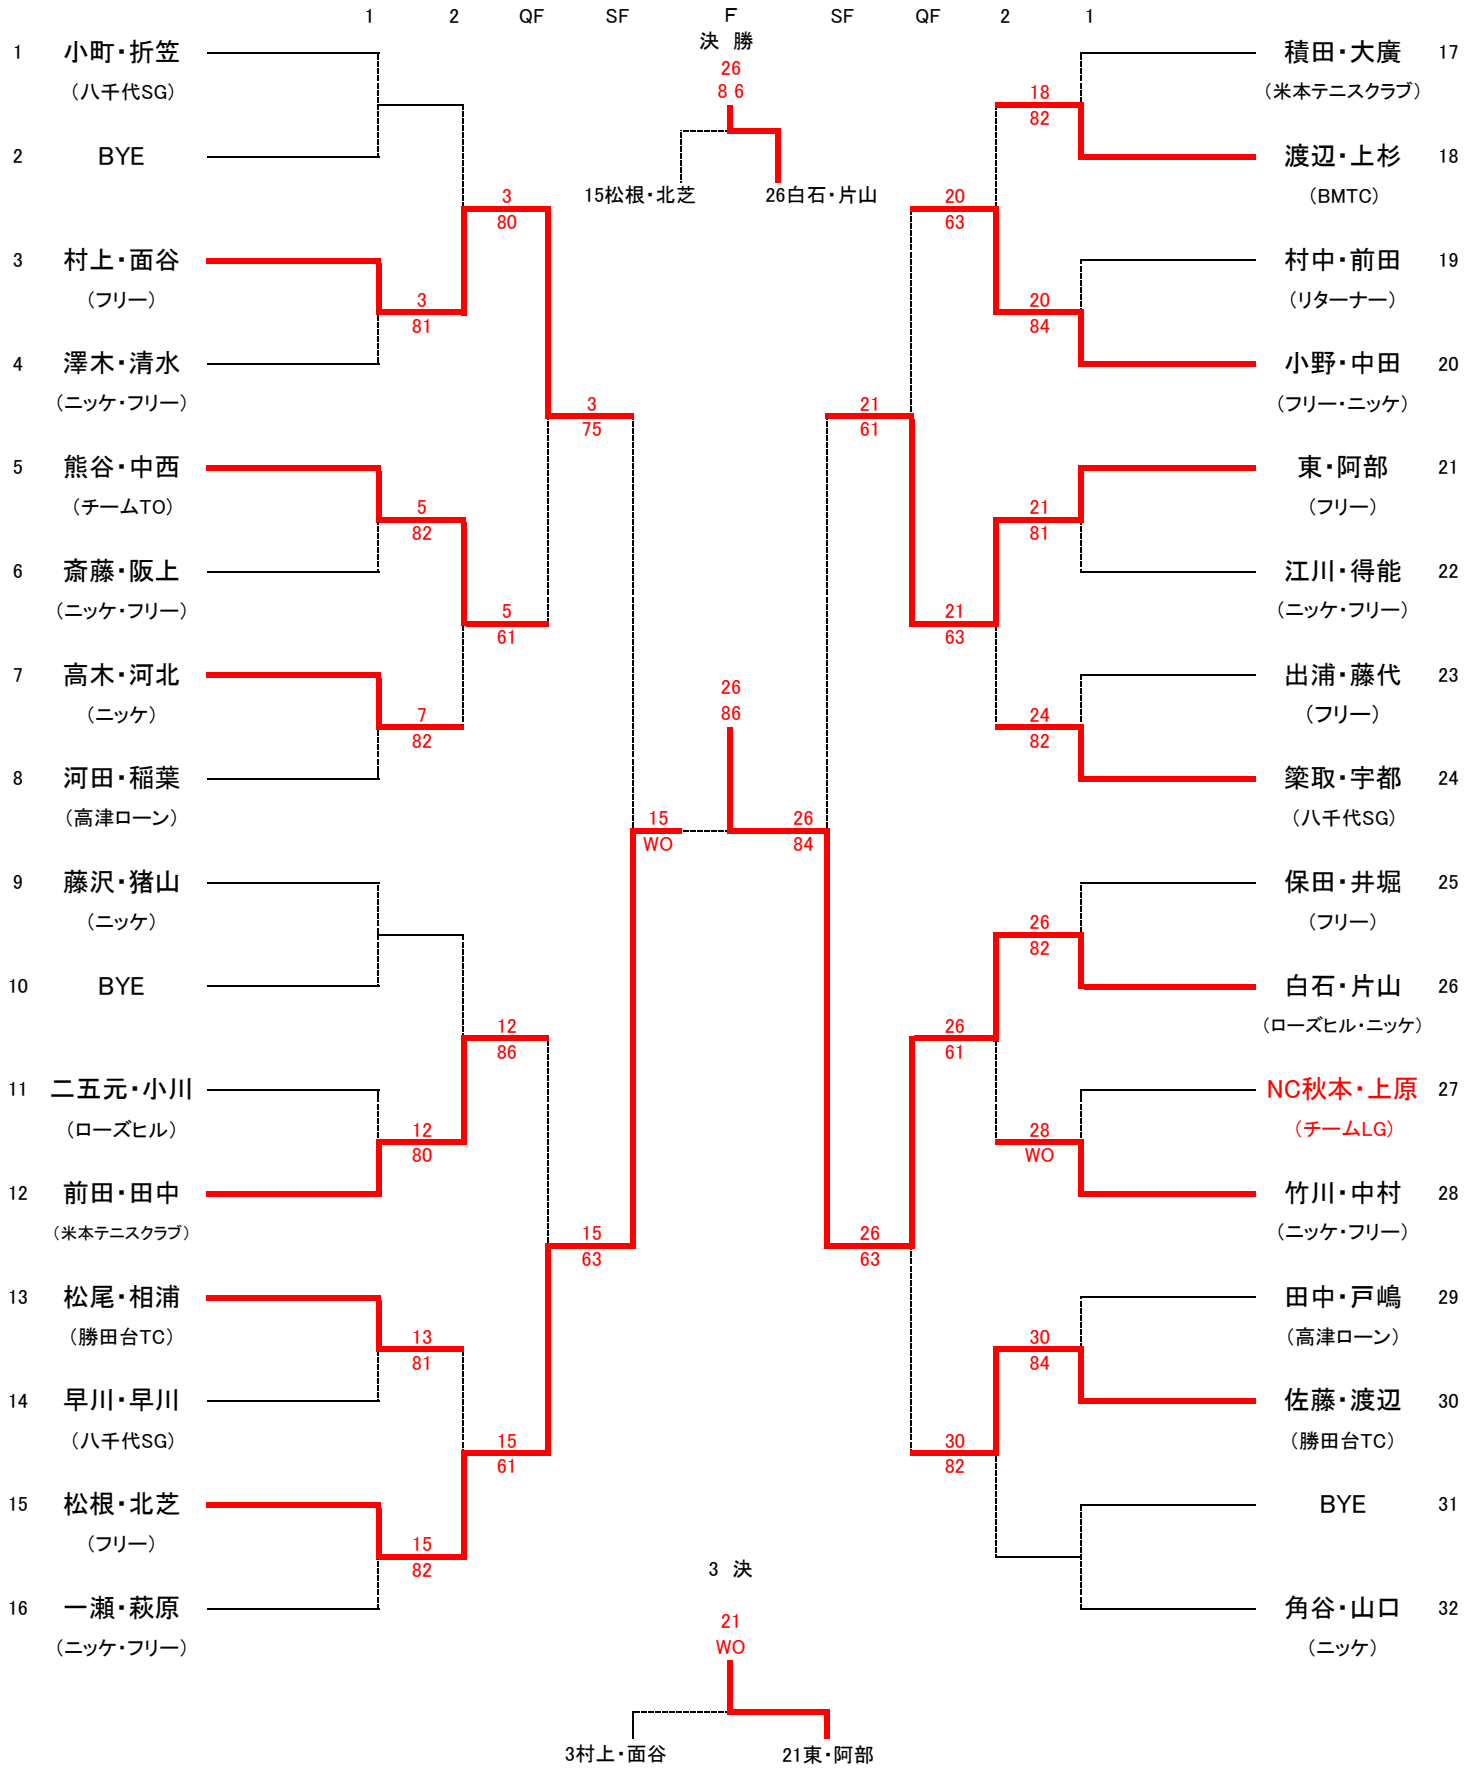 1 2 QF SF F SF QF 2 1
決 勝
26
8 6
15松根・北芝 26白石・片山
1 小町・折笠
(八千代SG)
2 BYE
3 村上・面谷
(フリー)
4 澤木・清水
(ニッケ・フリー)
5 熊谷・中西
(チームTO)
6 斎藤・阪上
(ニッケ・フリー)
7 高木・河北
(ニッケ)
8 河田・稲葉
(高津ローン)
9 藤沢・猪山
(ニッケ)
10 BYE
11 二五元・小川
(ローズヒル)
12 前田・田中
(米本テニスクラブ)
13 松尾・相浦
(勝田台TC)
14 早川・早川
(八千代SG)
15 松根・北芝
(フリー)
16 一瀬・萩原
(ニッケ・フリー)
3
81
5
82
7
82
12
80
13
81
15
82
3
80
5
61
12
86
15
61
3
75
15
63
15
WO
26
86
26
84
21
61
26
63
20
63
21
63
26
61
30
82
18
82
20
84
21
81
24
82
26
82
28
WO
30
84
積田・大廣 17
(米本テニスクラブ)
渡辺・上杉 18
(BMTC)
村中・前田 19
(リターナー)
小野・中田 20
(フリー・ニッケ)
東・阿部 21
(フリー)
江川・得能 22
(ニッケ・フリー)
出浦・藤代 23
(フリー)
簗取・宇都 24
(八千代SG)
保田・井堀 25
(フリー)
白石・片山 26
(ローズヒル・ニッケ)
NC秋本・上原 27
(チームLG)
竹川・中村 28
(ニッケ・フリー)
田中・戸嶋 29
(高津ローン)
佐藤・渡辺 30
(勝田台TC)
BYE 31
角谷・山口 32
(ニッケ)
3 決
21
WO
3村上・面谷 21東・阿部